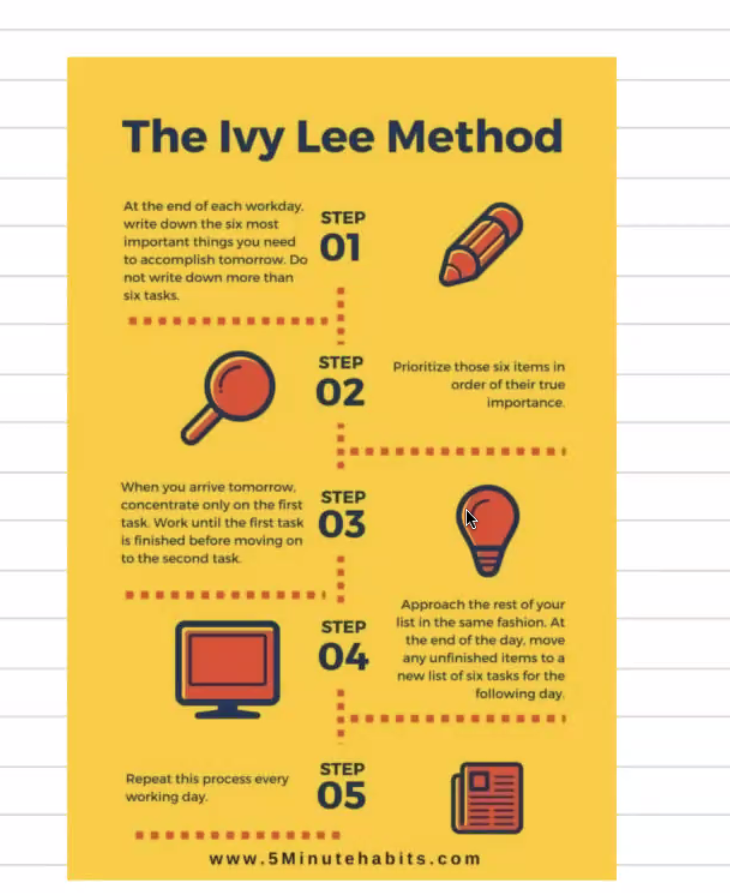 The Ivy Lee Method
At the end of each workday,
write down the six most
important things you need
to accomplish tomorrow. Do
not write down more than
six tasks.
STEP
01
STEP
02
Prioritize those six items in
order of their true
importance.
When you arrive tomorrow,
concentrate only on the first
task. Work until the first task
is finished before moving on
to the second task.
STEP
03
STEP
04
Approach the rest of your
list in the same fashion. At
the end of the day, move
any unfinished items to a
new list of six tasks for the
following day.
Repeat this process every
working day.
STEP
05
www.5Minutehabits.com